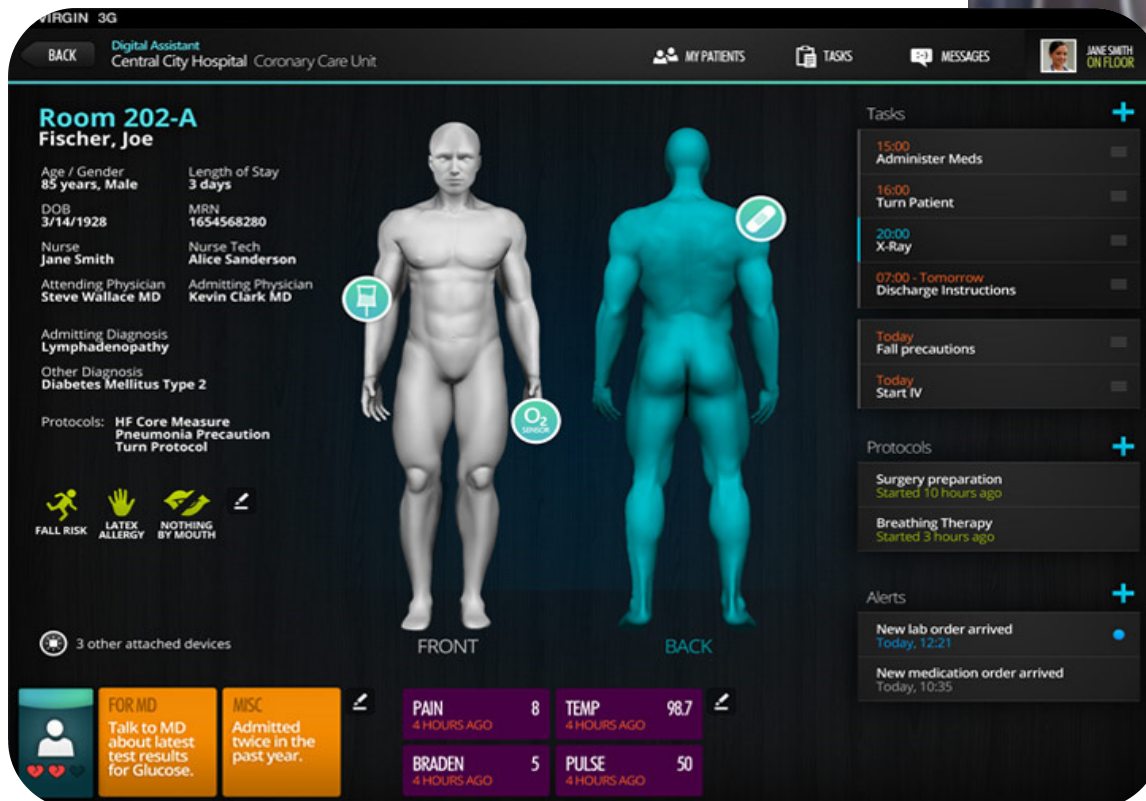 VIRGIN 3G
BACK
Digital Assistant
Central City Hospital Coronary Care Unit
MY PATIENTS
TASKS
MESSAGES
JANE SMITH
ON FLOOR
Room 202-A
Fischer, Joe
Age / Gender
85 years, Male
Length of Stay
3 days
DOB
3/14/1928
MRN
1654568280
Nurse
Jane Smith
Nurse Tech
Alice Sanderson
Attending Physician
Steve Wallace MD
Admitting Physician
Kevin Clark MD
Admitting Diagnosis
Lymphadenopathy
Other Diagnosis
Diabetes Mellitus Type 2
Protocols: HF Core Measure
Pneumonia Precaution
Turn Protocol
FALL RISK
LATEX
ALLERGY
NOTHING
BY MOUTH
3 other attached devices
O2
SENSOR
FRONT
BACK
Tasks
15:00
Administer Meds
16:00
Turn Patient
20:00
X-Ray
07:00 - Tomorrow
Discharge Instructions
Today
Fall precautions
Today
Start IV
Protocols
Surgery preparation
Started 10 hours ago
Breathing Therapy
Started 3 hours ago
Alerts
New lab order arrived
Today, 12:21
New medication order arrived
Today, 10:35
FOR MD
Talk to MD
about latest
test results
for Glucose.
MISC
Admitted
twice in the
past year.
PAIN 8
4 HOURS AGO
TEMP 98.7
4 HOURS AGO
BRADEN 5
4 HOURS AGO
PULSE 50
4 HOURS AGO